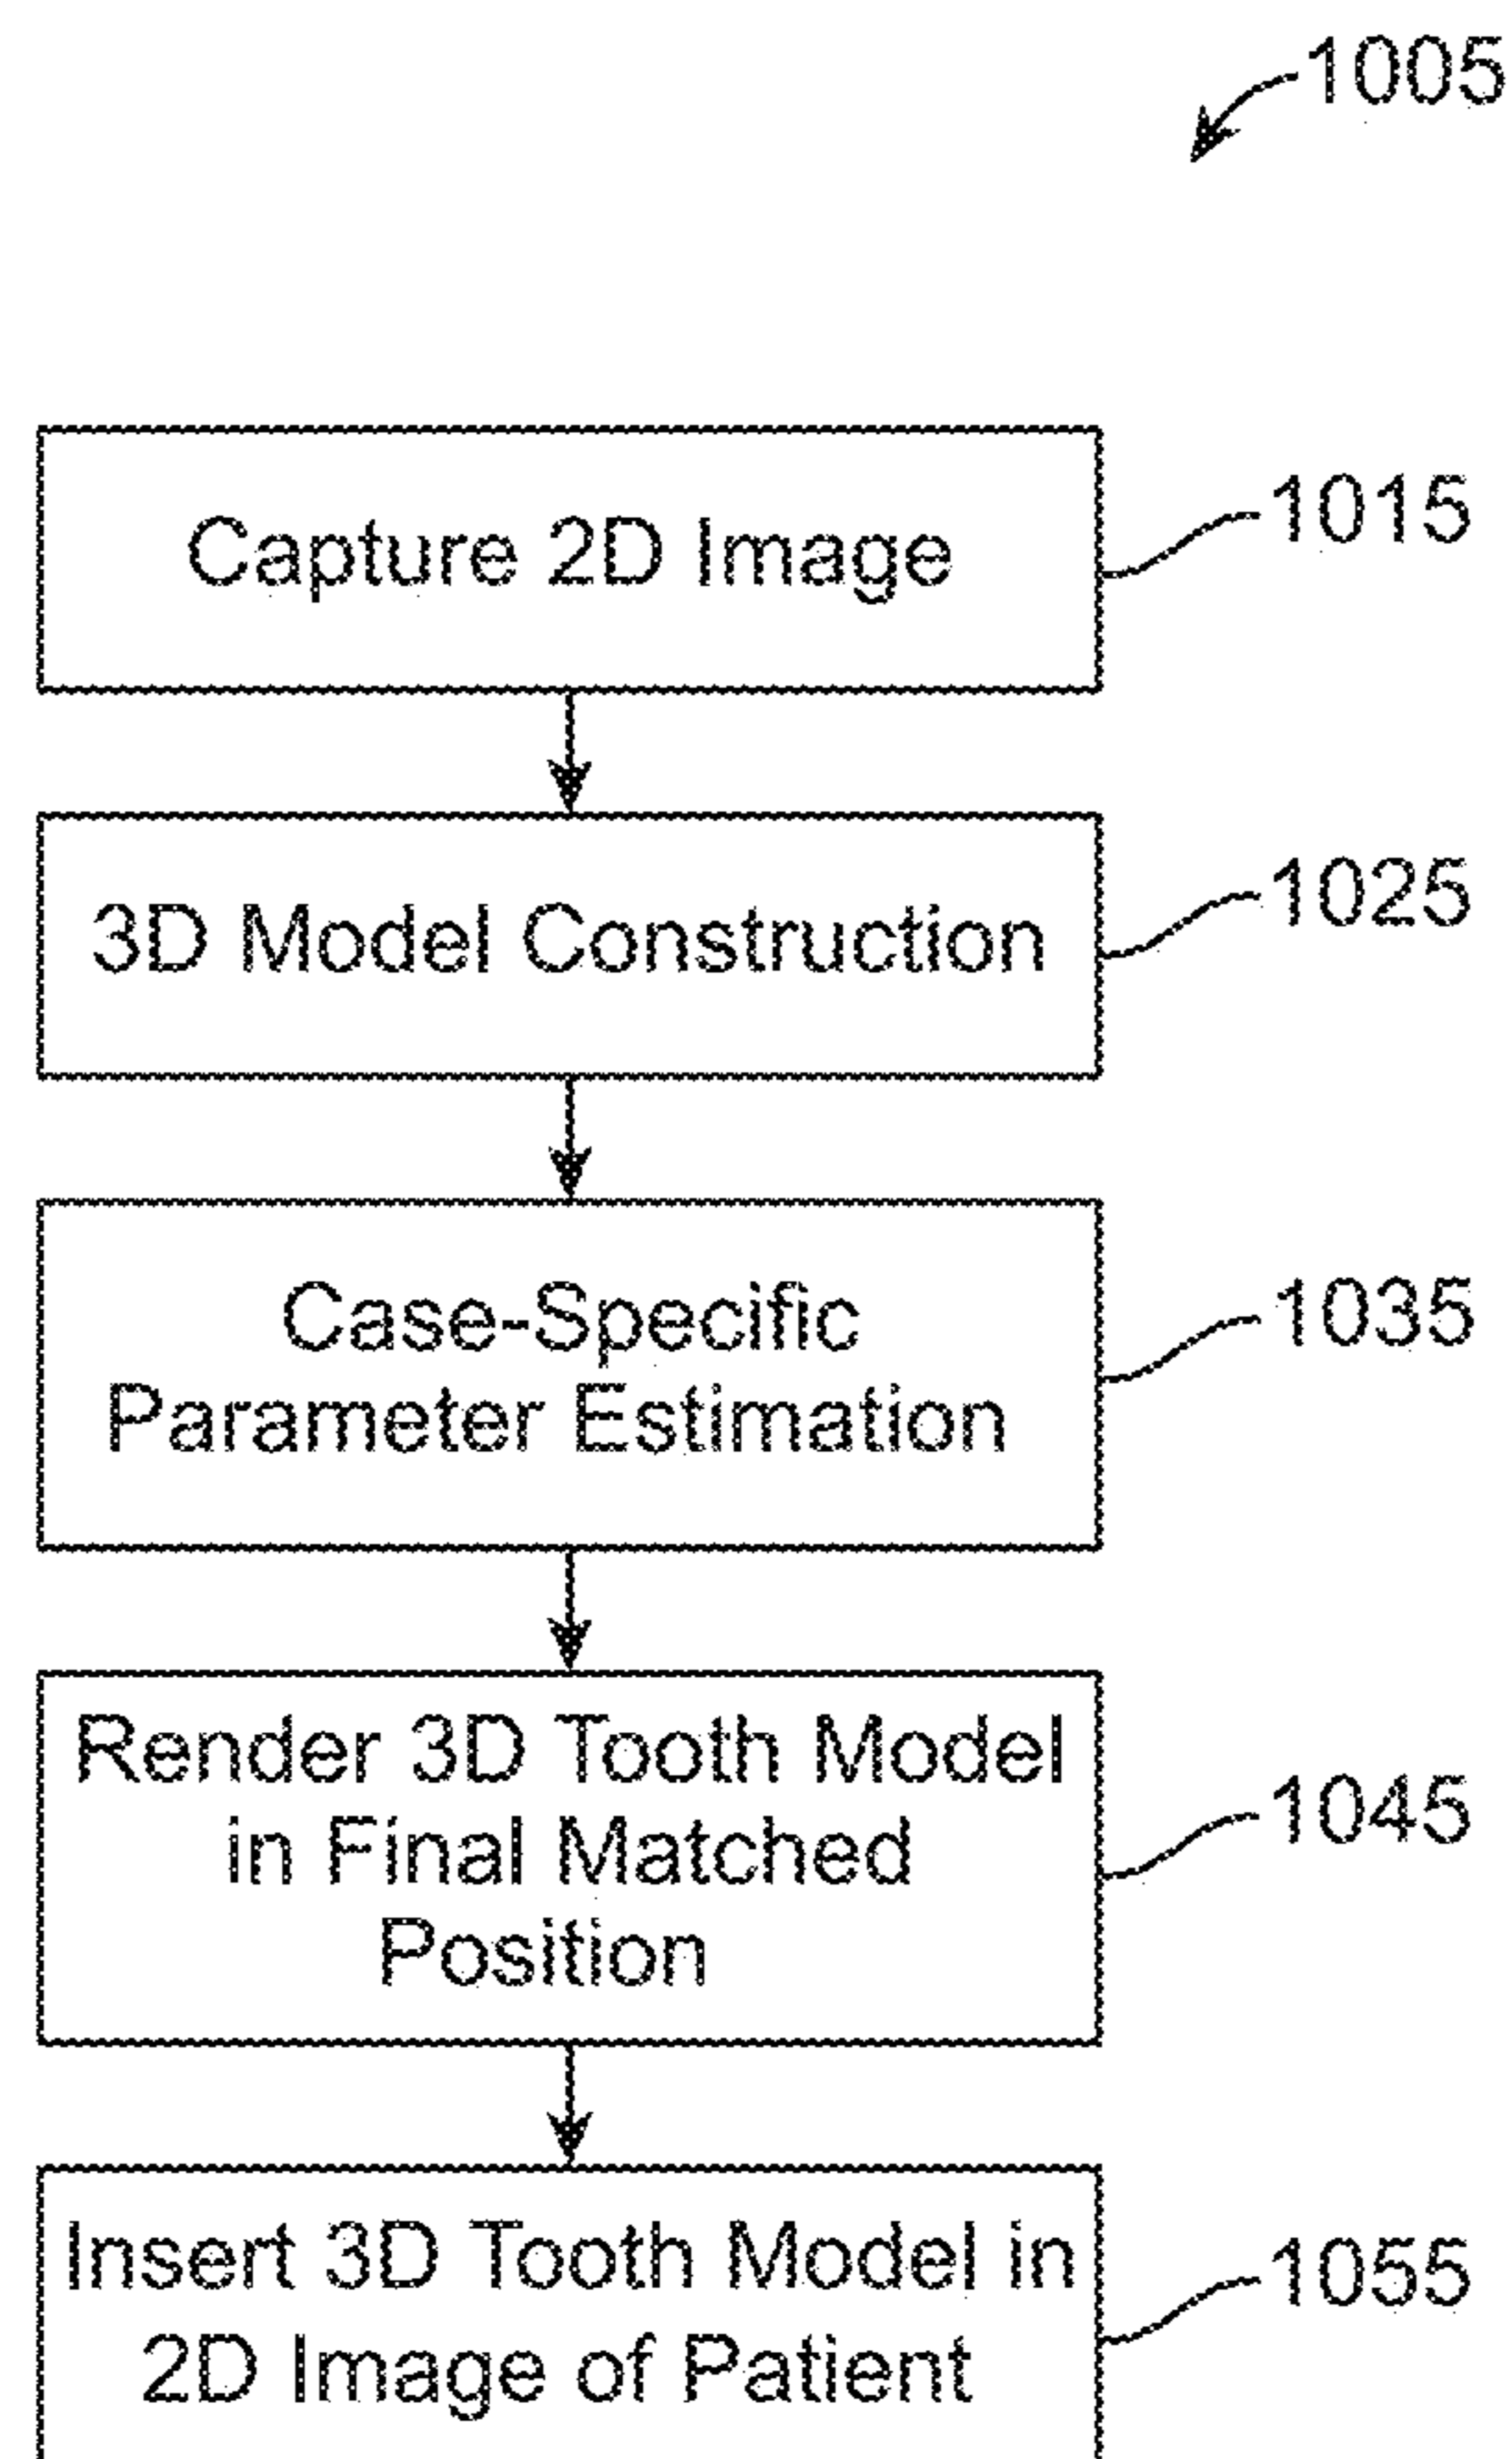 1005
Capture 2D Image
1015
3D Model Construction
1025
Case-Specific
Parameter Estimation
1035
Render 3D Tooth Model
in Final Matched
Position
1045
Insert 3D Tooth Model in
2D Image of Patient
1055